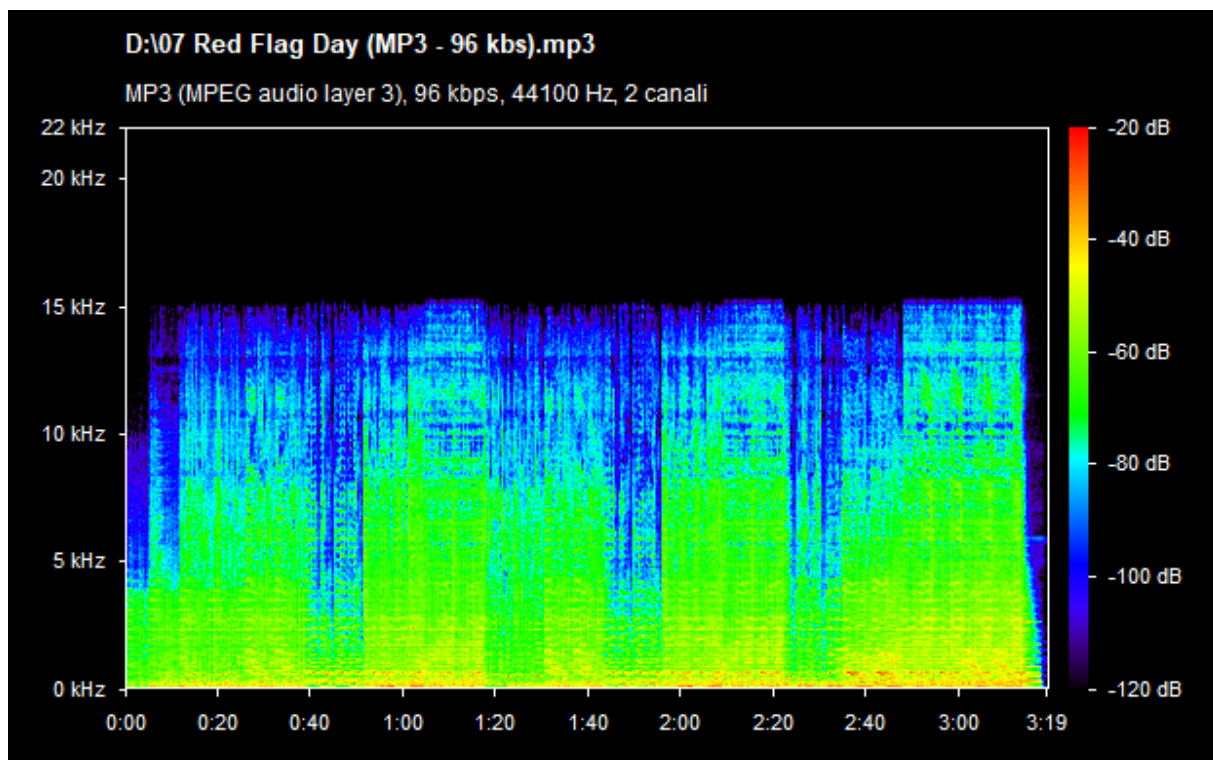 D:\07 Red Flag Day (MP3 - 96 kbs).mp3
MP3 (MPEG audio layer 3), 96 kbps, 44100 Hz, 2 canali
22 kHz
20 kHz
15 kHz
10 kHz
5 kHz
0 kHz
-20 dB
-40 dB
-60 dB
-80 dB
-100 dB
-120 dB
0:00 0:20 0:40 1:00 1:20 1:40 2:00 2:20 2:40 3:00 3:19